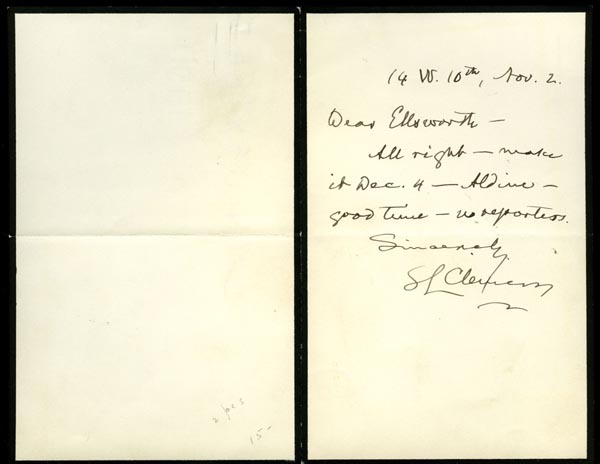 14 W. 10th, Nov. 2.
Dear Ellsworth —
All right — make
it Dec. 4 — Aldine —
good time — no reporters.
Sincerely,
SL Clemens
2 pcs
15-